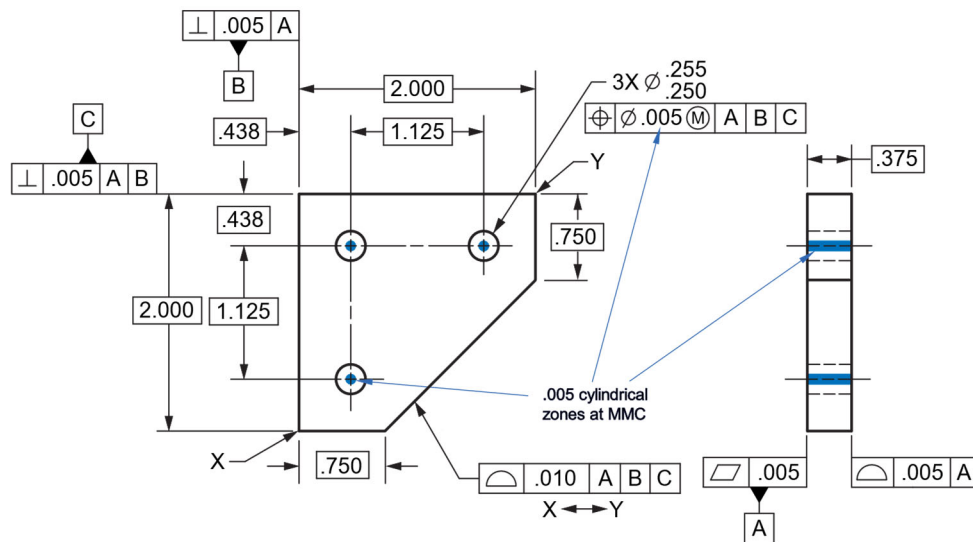 ⊥ .005 A
B
C
⊥ .005 A B
2.000
.438
1.125
3X ⌀ .255
.250
⌖ ⌀ .005 Ⓜ A B C
Y
.375
.438
.750
2.000
1.125
.005 cylindrical
zones at MMC
X
.750
⌓ .010 A B C
X ↔ Y
⏥ .005
A
⌓ .005 A